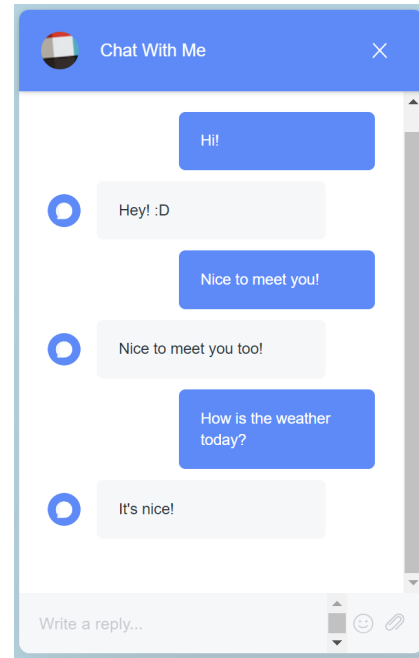 Chat With Me
Hi!
Hey! :D
Nice to meet you!
Nice to meet you too!
How is the weather
today?
It's nice!
Write a reply...